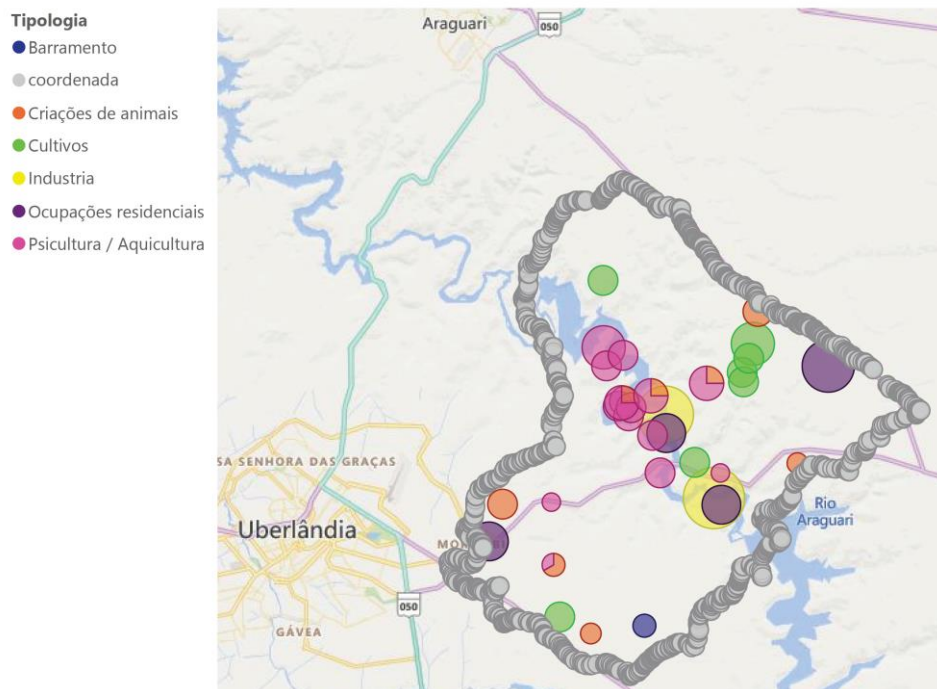 Tipologia
Barramento
coordenada
Criações de animais
Cultivos
Industria
Ocupações residenciais
Psicultura / Aquicultura
Araguari
050
SA SENHORA DAS GRAÇAS
Uberlândia
Rio
Araguari
050
GÁVEA